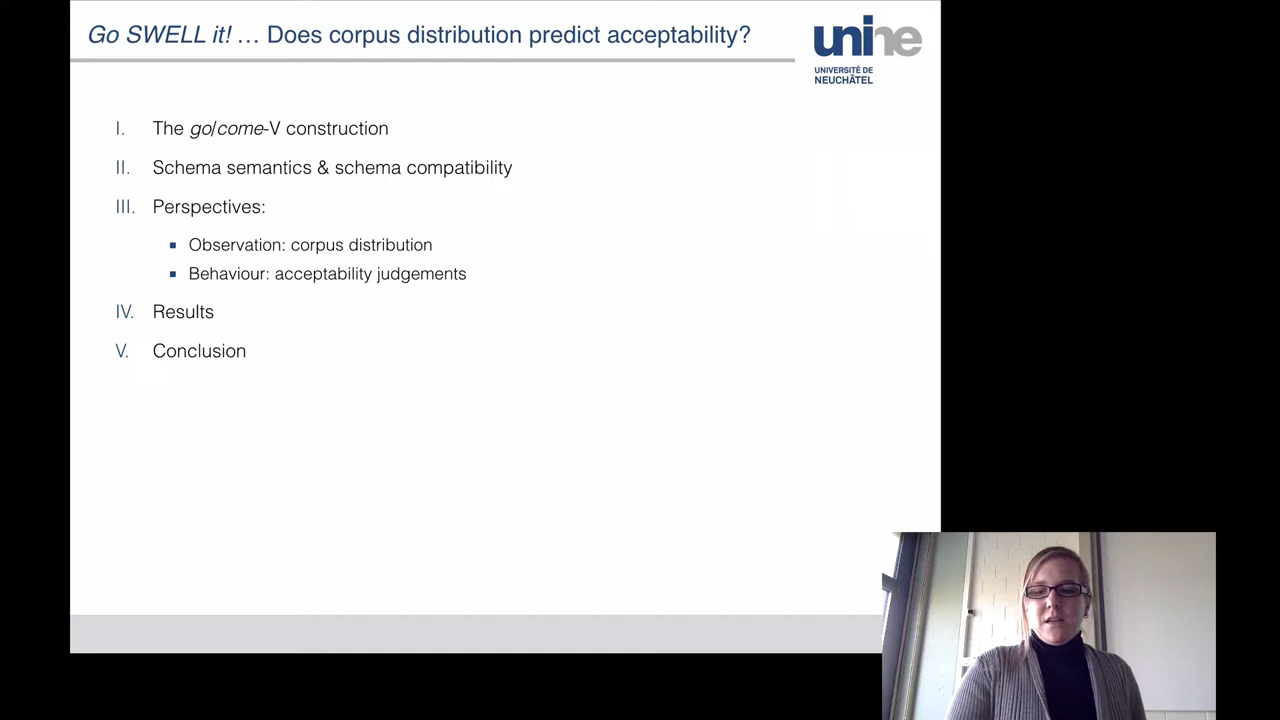 Go SWELL it! … Does corpus distribution predict acceptability?
unine
UNIVERSITÉ DE
NEUCHÂTEL
I. The go/come-V construction
II. Schema semantics & schema compatibility
III. Perspectives:
▪ Observation: corpus distribution
▪ Behaviour: acceptability judgements
IV. Results
V. Conclusion